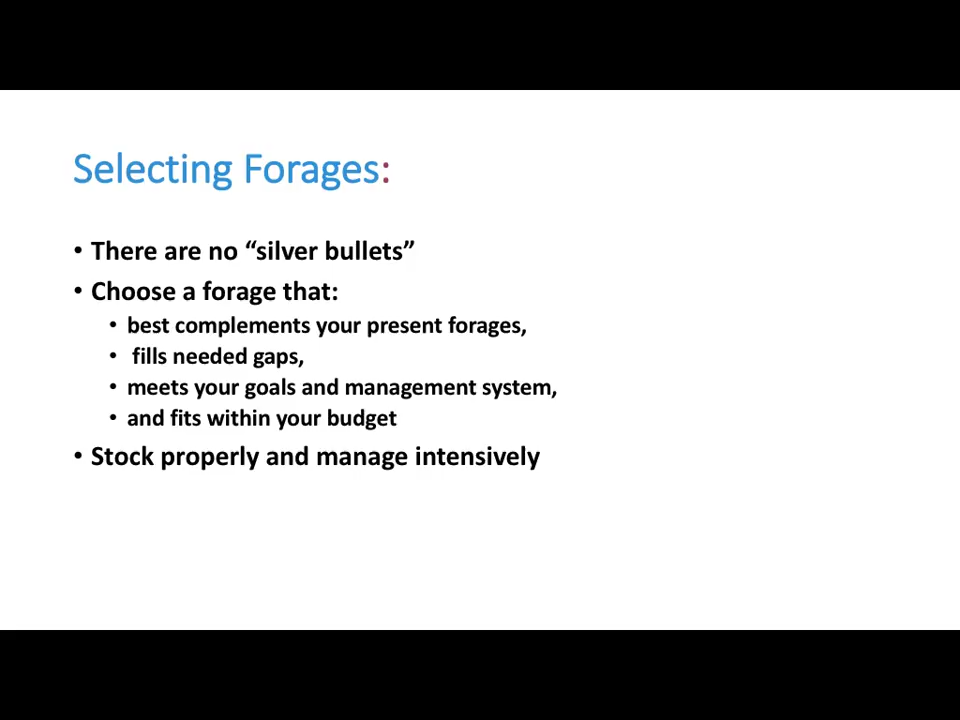 Selecting Forages:
• There are no “silver bullets”
• Choose a forage that:
• best complements your present forages,
• fills needed gaps,
• meets your goals and management system,
• and fits within your budget
• Stock properly and manage intensively